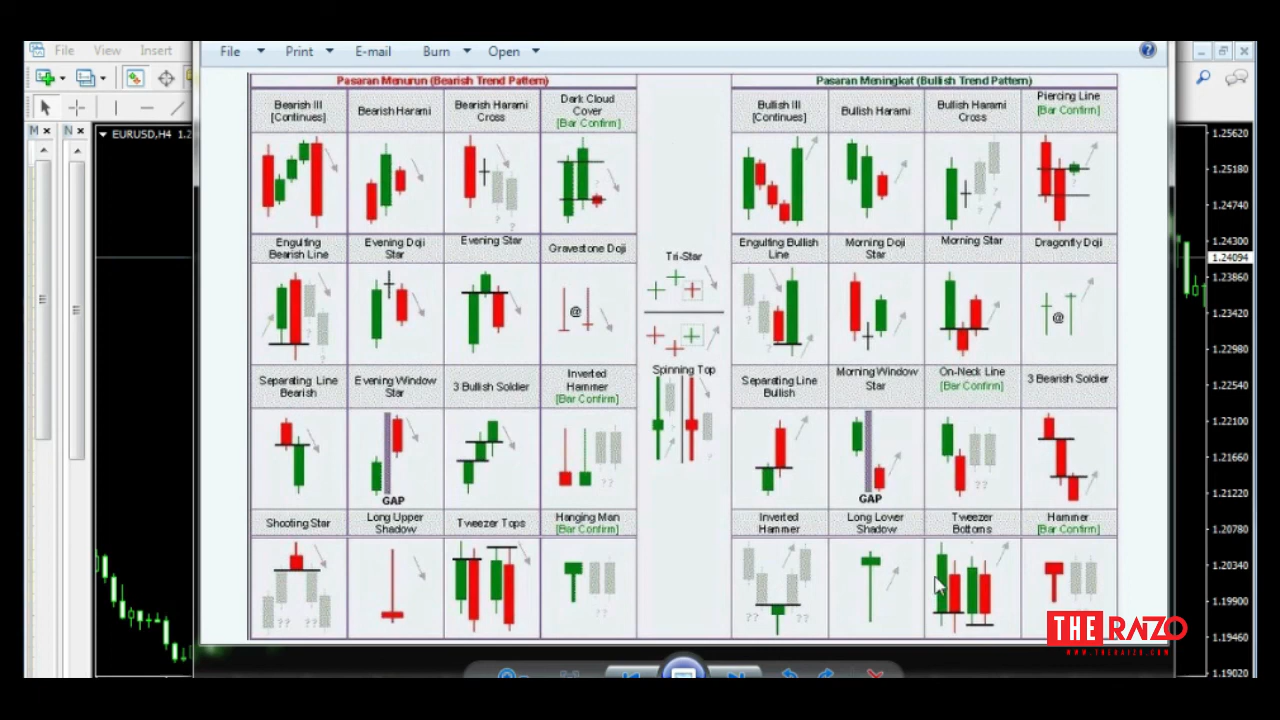 File View Insert
File Print E-mail Burn Open
M N
EURUSD,H4 1.2
Pasaran Menurun (Bearish Trend Pattern)
Bearish III
[Continues]
Bearish Harami
Bearish Harami
Cross
Dark Cloud
Cover
[Bar Confirm]
Engulfing
Bearish Line
Evening Doji
Star
Evening Star
Gravestone Doji
@
Separating Line
Bearish
Evening Window
Star
3 Bullish Soldier
Inverted
Hammer
[Bar Confirm]
GAP
??
Shooting Star
Long Upper
Shadow
Tweezer Tops
Hanging Man
[Bar Confirm]
?? ??
??
Tri-Star
Spinning Top
Pasaran Meningkat (Bullish Trend Pattern)
Bullish III
[Continues]
Bullish Harami
Bullish Harami
Cross
Piercing Line
[Bar Confirm]
Engulfing Bullish
Line
Morning Doji
Star
Morning Star
Dragonfly Doji
@
Separating Line
Bullish
Morning Window
Star
On-Neck Line
[Bar Confirm]
3 Bearish Soldier
GAP
??
Inverted
Hammer
Long Lower
Shadow
Tweezer
Bottoms
Hammer
[Bar Confirm]
?? ??
1.25620
1.25180
1.24740
1.24300
1.24094
1.23860
1.23420
1.22980
1.22540
1.22100
1.21660
1.21220
1.20780
1.20340
1.19900
1.19460
1.19020
THE RAIZO
WWW.THERAIZO.COM